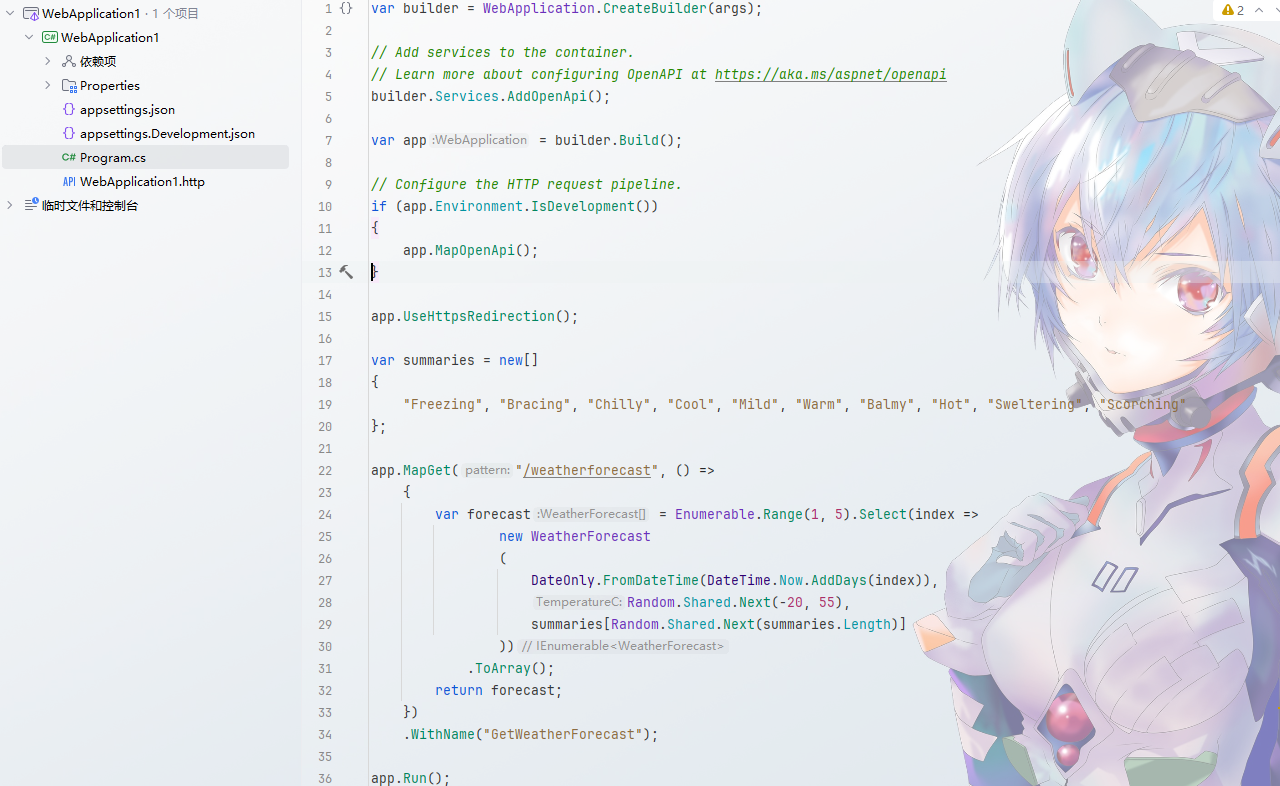 WebApplication1 · 1 个项目
WebApplication1
依赖项
Properties
appsettings.json
appsettings.Development.json
C# Program.cs
API WebApplication1.http
临时文件和控制台
2
1 {} var builder = WebApplication.CreateBuilder(args);
2
3 // Add services to the container.
4 // Learn more about configuring OpenAPI at https://aka.ms/aspnet/openapi
5 builder.Services.AddOpenApi();
6
7 var app :WebApplication = builder.Build();
8
9 // Configure the HTTP request pipeline.
10 if (app.Environment.IsDevelopment())
11 {
12     app.MapOpenApi();
13 }
14
15 app.UseHttpsRedirection();
16
17 var summaries = new[]
18 {
19     "Freezing", "Bracing", "Chilly", "Cool", "Mild", "Warm", "Balmy", "Hot", "Sweltering", "Scorching"
20 };
21
22 app.MapGet( pattern: "/weatherforecast", () =>
23     {
24         var forecast :WeatherForecast[] = Enumerable.Range(1, 5).Select(index =>
25                 new WeatherForecast
26                 (
27                     DateOnly.FromDateTime(DateTime.Now.AddDays(index)),
28                     TemperatureC: Random.Shared.Next(-20, 55),
29                     summaries[Random.Shared.Next(summaries.Length)]
30                 )) // IEnumerable<WeatherForecast>
31             .ToArray();
32         return forecast;
33     })
34     .WithName("GetWeatherForecast");
35
36 app.Run();